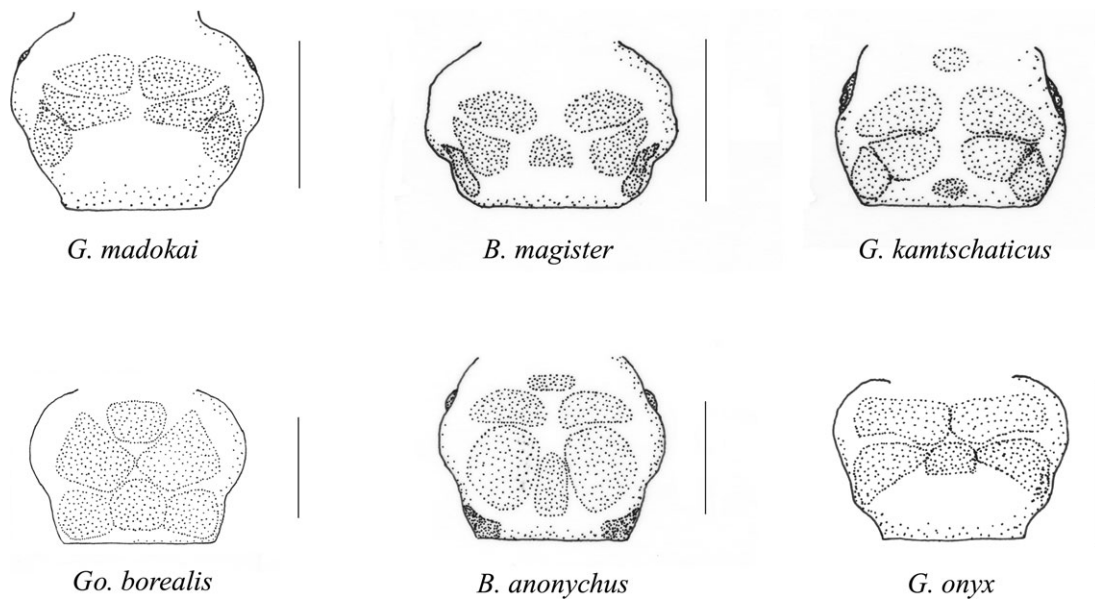 G. madokai
B. magister
G. kamtschaticus
Go. borealis
B. anonychus
G. onyx